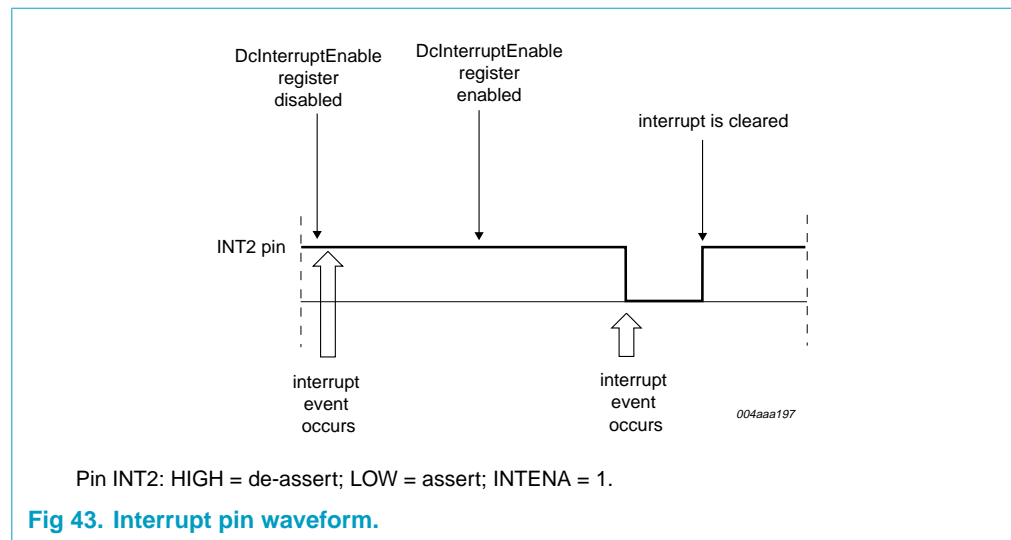 DcInterruptEnable
register
disabled
DcInterruptEnable
register
enabled
interrupt is cleared
INT2 pin
interrupt
event
occurs
interrupt
event
occurs
004aaa197
Pin INT2: HIGH = de-assert; LOW = assert; INTENA = 1.
Fig 43. Interrupt pin waveform.